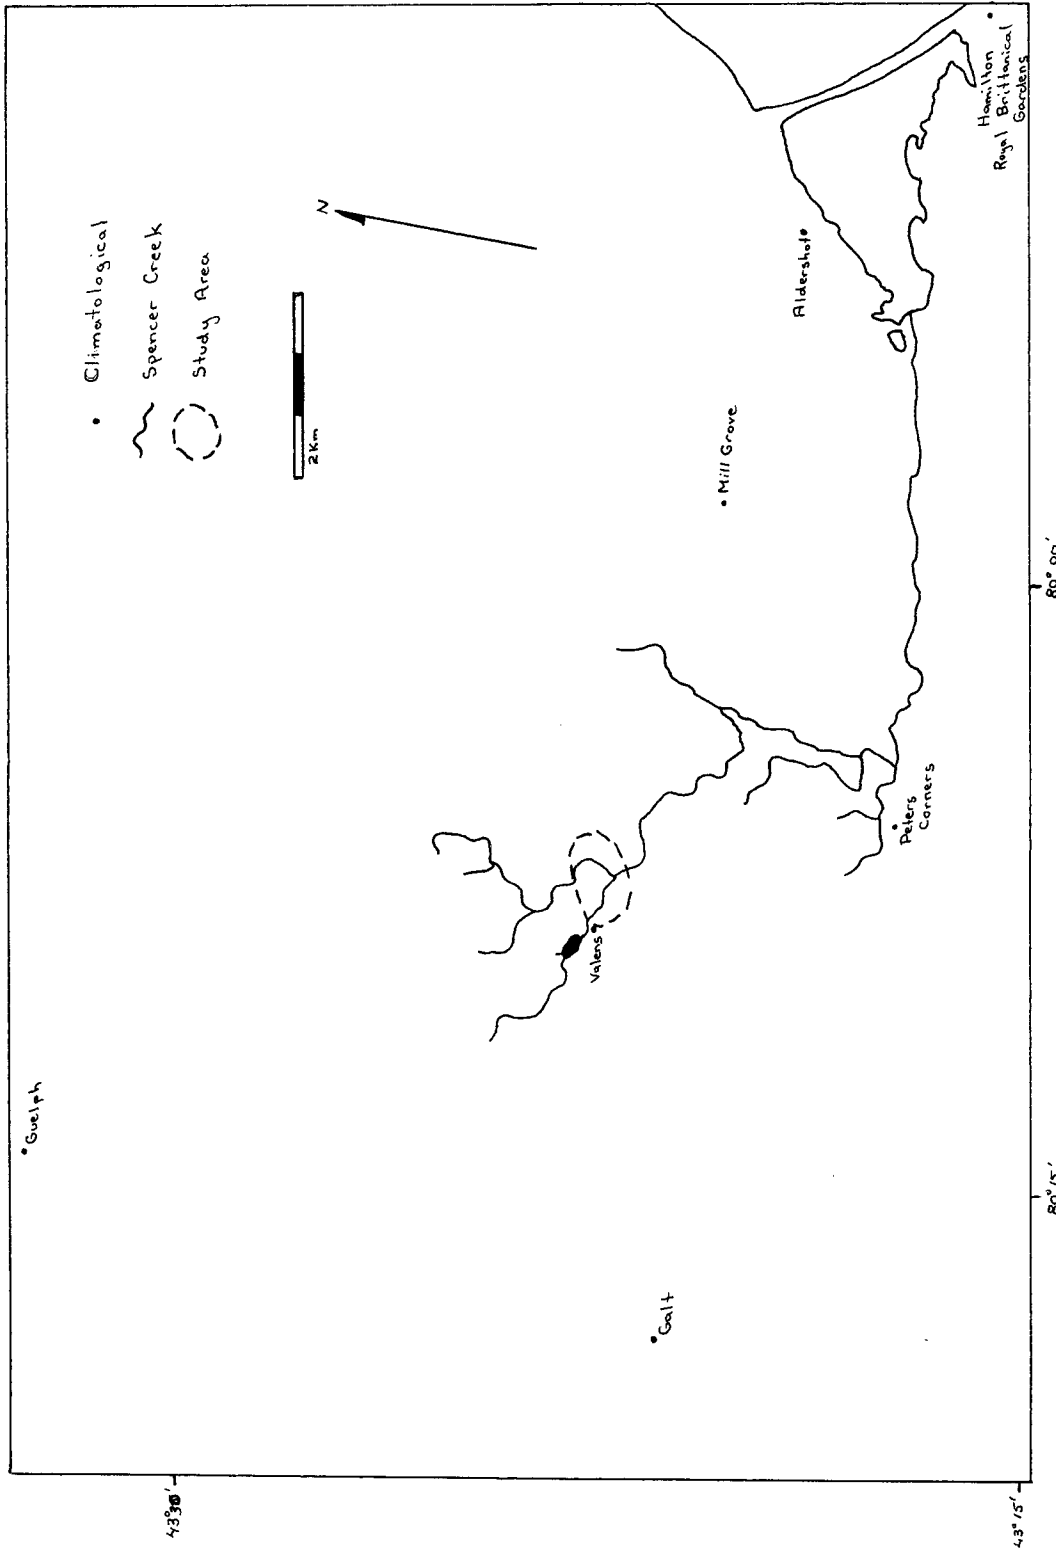 Climatological
Spencer Creek
Study Area
N
2 Km
Guelph
Galt
Valens
Peters
Corners
Mill Grove
Aldershot
Hamilton
Royal Brittanical
Gardens
43°30'
43°15'
80°15'
80°00'